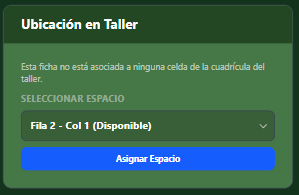 Ubicación en Taller
Esta ficha no está asociada a ninguna celda de la cuadrícula del
taller.
SELECCIONAR ESPACIO
Fila 2 - Col 1 (Disponible)
Asignar Espacio